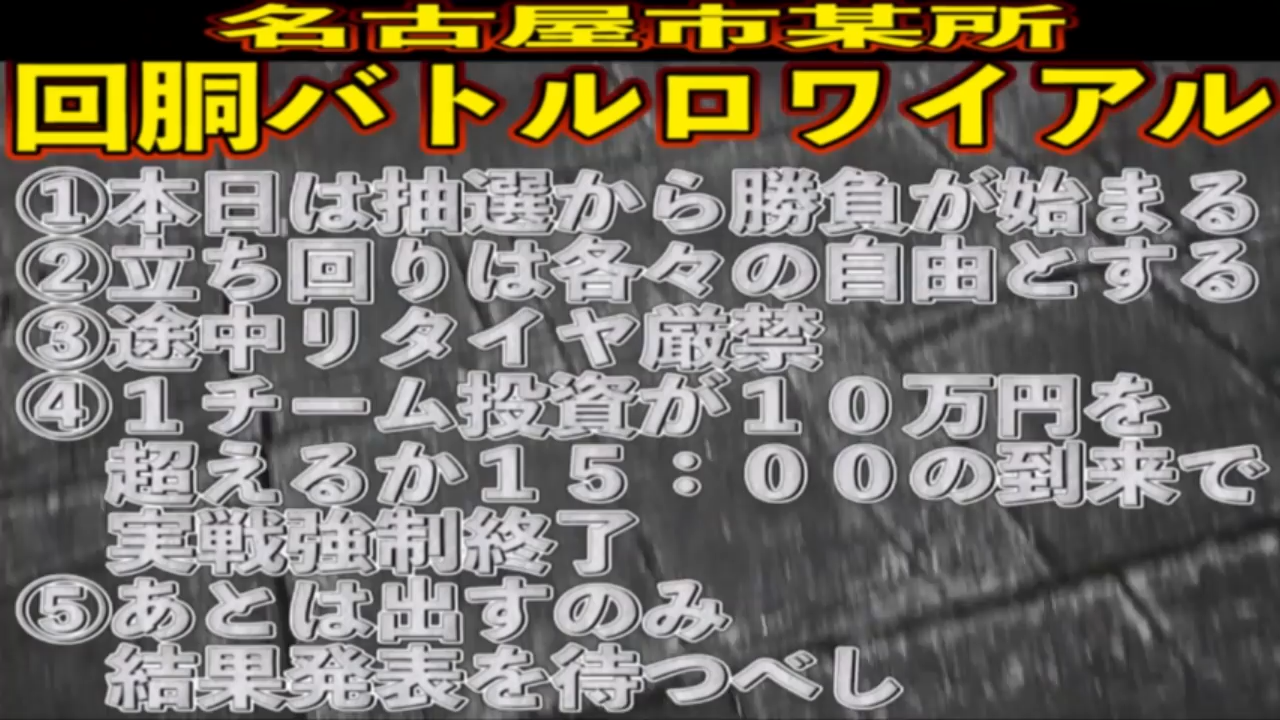 名古屋市某所
回胴バトルロワイアル
①本日は抽選から勝負が始まる
②立ち回りは各々の自由とする
③途中リタイヤ厳禁
④１チーム投資が１０万円を
超えるか１５：００の到来で
実戦強制終了
⑤あとは出すのみ
結果発表を待つべし